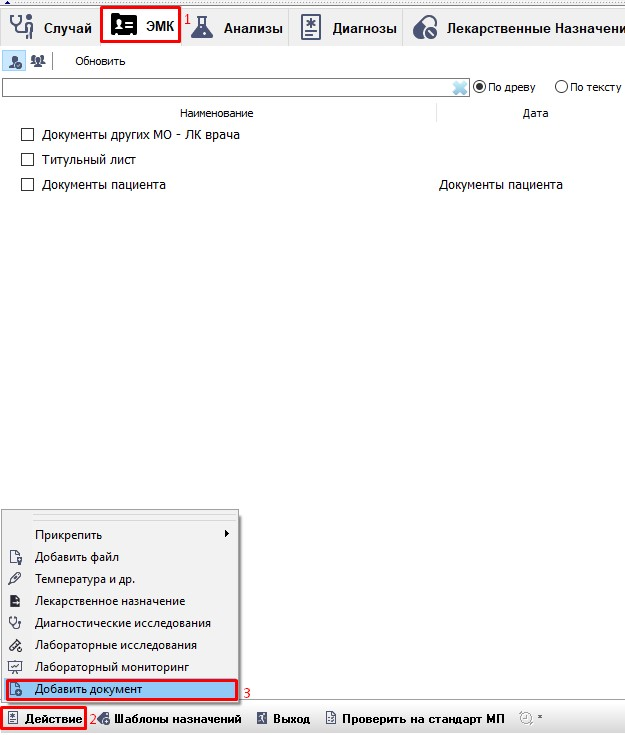 Случай ЭМК 1 Анализы Диагнозы Лекарственные Назначени
Обновить
По древу По тексту
Наименование Дата
Документы других МО - ЛК врача
Титульный лист
Документы пациента Документы пациента
Прикрепить
Добавить файл
Температура и др.
Лекарственное назначение
Диагностические исследования
Лабораторные исследования
Лабораторный мониторинг
Добавить документ 3
Действие 2 Шаблоны назначений Выход Проверить на стандарт МП